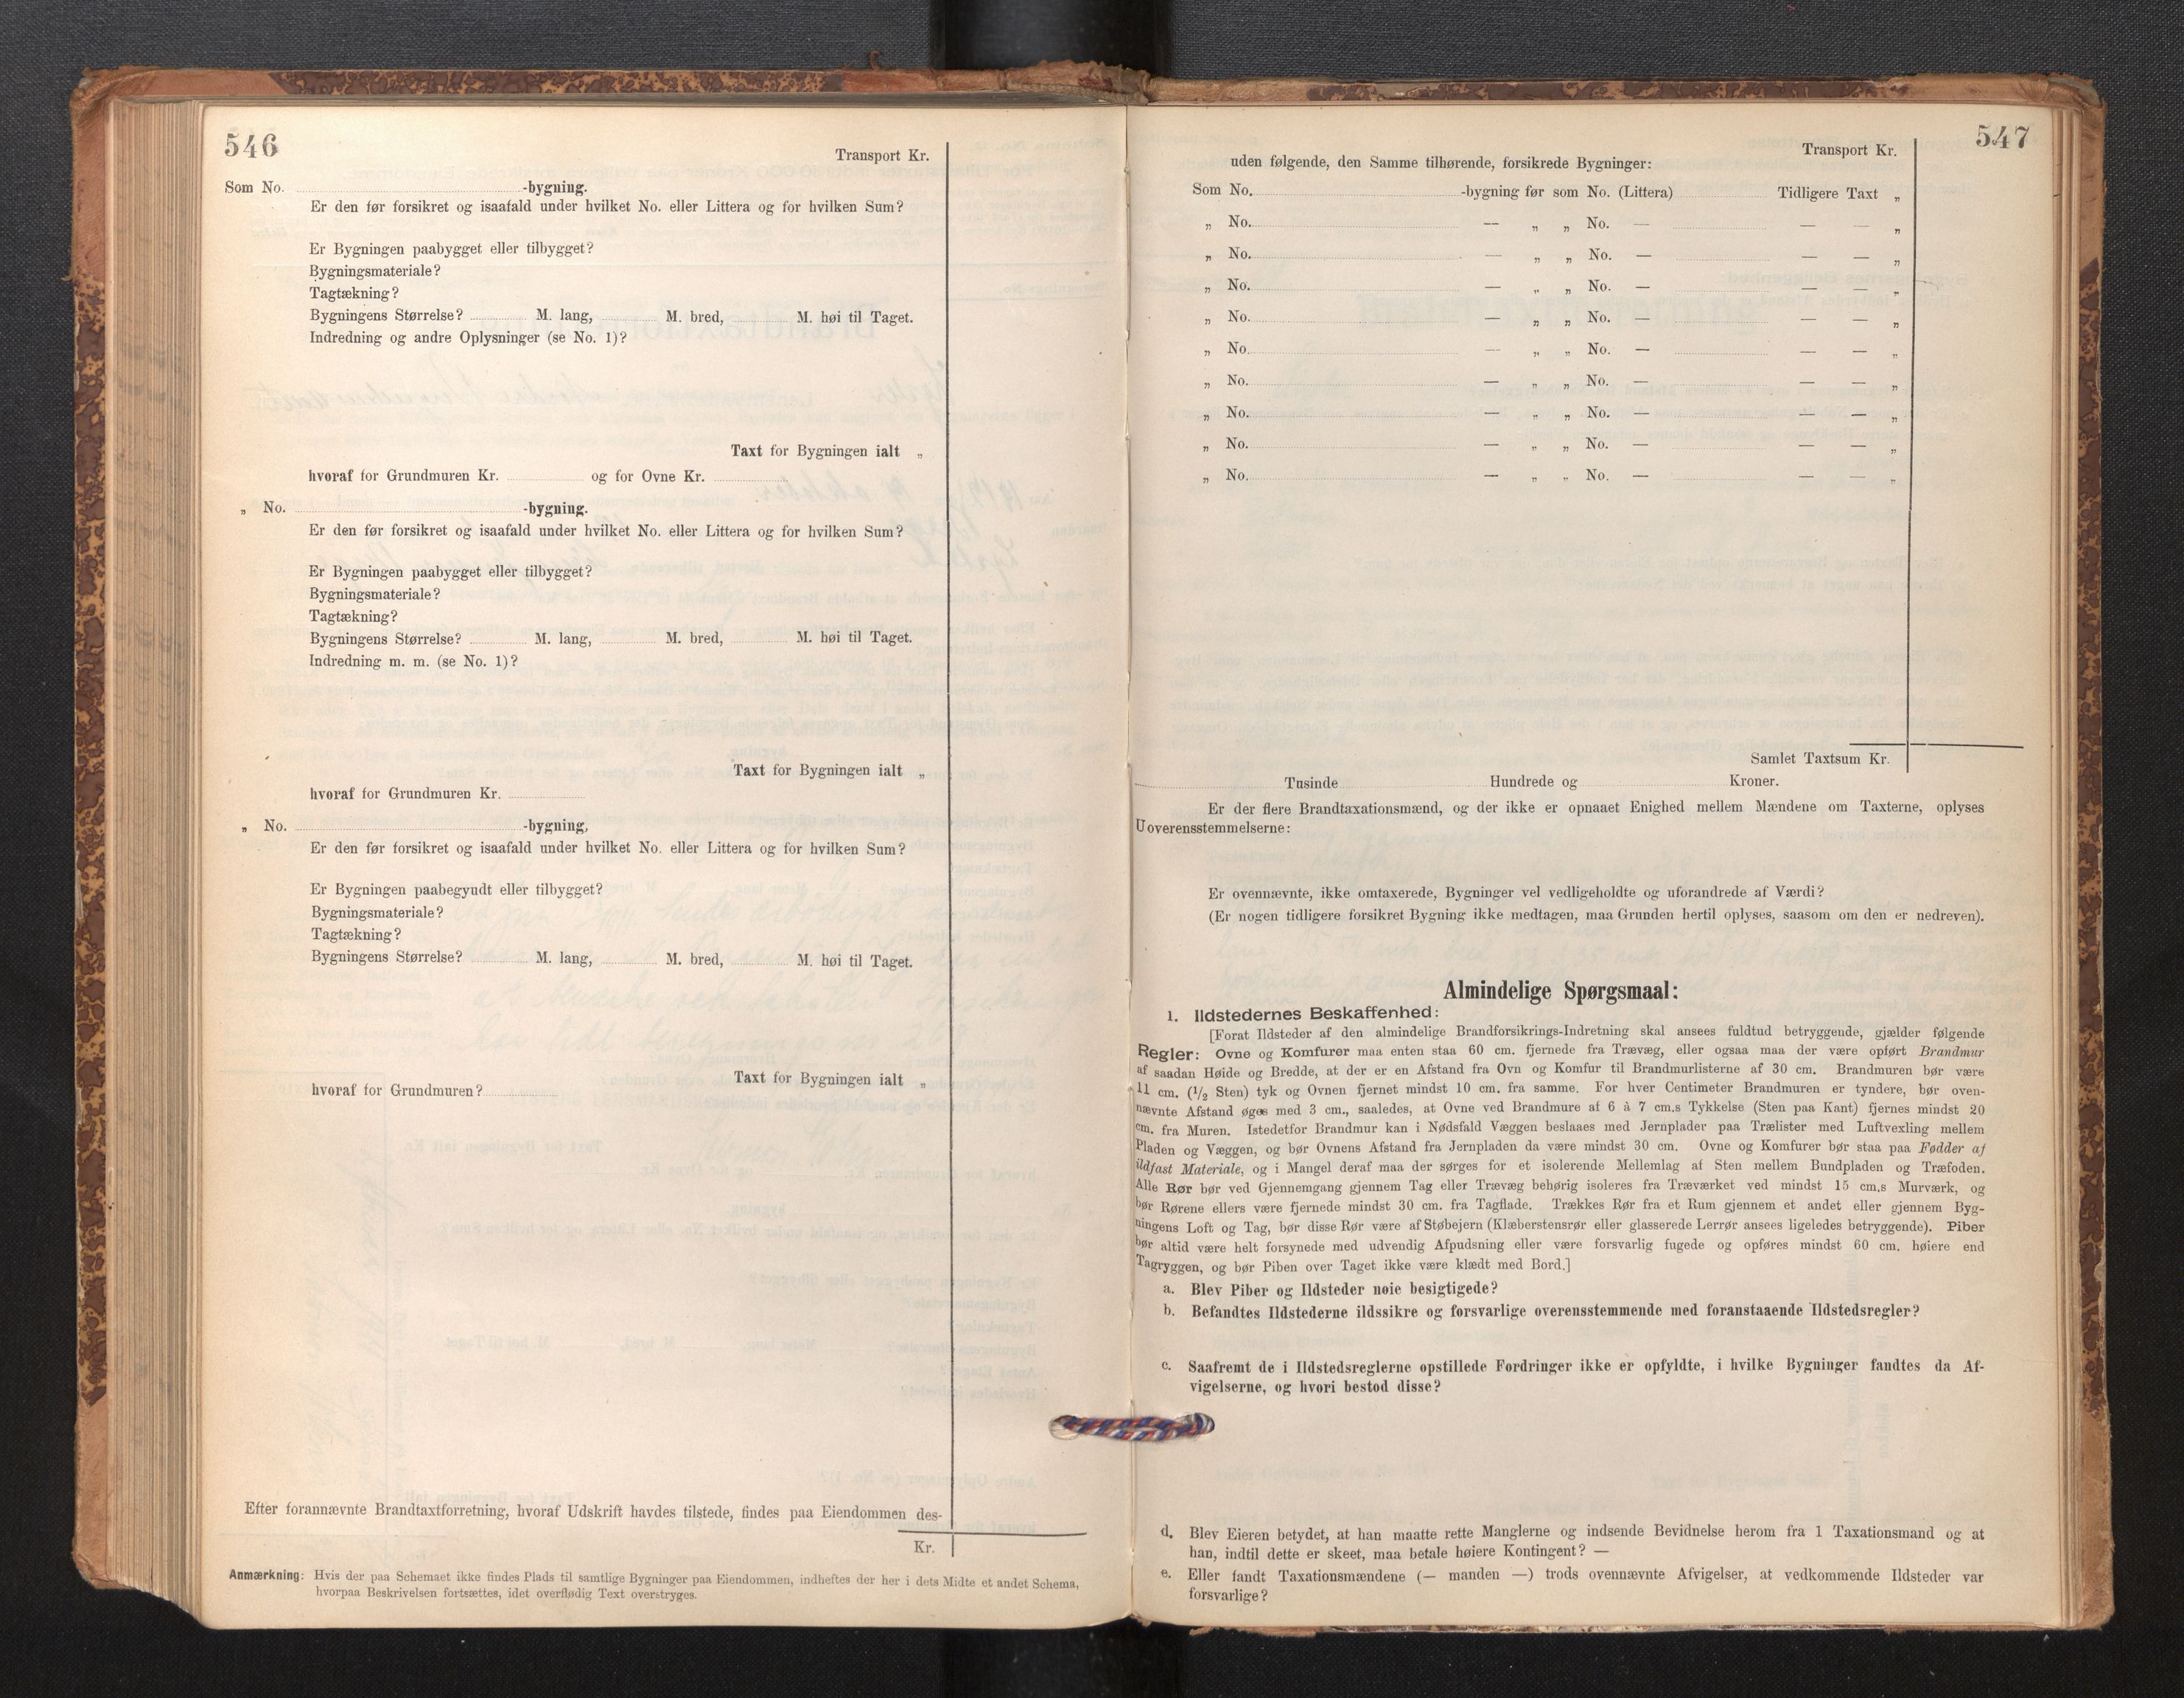 546
Transport Kr.
Som No. -bygning.
Er den før forsikret og isaafald under hvilket No. eller Littera og for hvilken Sum?
Er Bygningen paabygget eller tilbygget?
Bygningsmateriale?
Tagtækning?
Bygningens Størrelse? M. lang, M. bred, M. høi til Taget.
Indredning og andre Oplysninger (se No. 1)?
Taxt for Bygningen ialt „
hvoraf for Grundmuren Kr. og for Ovne Kr.
„ No. -bygning.
Er den før forsikret og isaafald under hvilket No. eller Littera og for hvilken Sum?
Er Bygningen paabygget eller tilbygget?
Bygningsmateriale?
Tagtækning?
Bygningens Størrelse? M. lang, M. bred, M. høi til Taget.
Indredning m. m. (se No. 1)?
Taxt for Bygningen ialt „
hvoraf for Grundmuren Kr.
„ No. -bygning,
Er den før forsikret og isaafald under hvilket No. eller Littera og for hvilken Sum?
Er Bygningen paabegyndt eller tilbygget?
Bygningsmateriale?
Tagtækning?
Bygningens Størrelse? M. lang, M. bred, M. høi til Taget.
Taxt for Bygningen ialt „
hvoraf for Grundmuren?
Efter forannævnte Brandtaxtforretning, hvoraf Udskrift havdes tilstede, findes paa Eiendommen des-
Kr.
Anmærkning: Hvis der paa Schemaet ikke findes Plads til samtlige Bygninger paa Eiendommen, indheftes der her i dets Midte et andet Schema,
hvorpaa Beskrivelsen fortsættes, idet overflødig Text overstryges.
547
Transport Kr.
uden følgende, den Samme tilhørende, forsikrede Bygninger:
Som No. -bygning før som No. (Littera) Tidligere Taxt „
„ No. — „ „ No. — — — „
„ No. — „ „ No. — — — „
„ No. — „ „ No. — — — „
„ No. — „ „ No. — — — „
„ No. — „ „ No. — — — „
„ No. — „ „ No. — — — „
„ No. — „ „ No. — — — „
„ No. — „ „ No. — — — „
„ No. — „ „ No. — — — „
Samlet Taxtsum Kr.
Tusinde Hundrede og Kroner.
Er der flere Brandtaxationsmænd, og der ikke er opnaaet Enighed mellem Mændene om Taxterne, oplyses
Uoverensstemmelserne:
Er ovennævnte, ikke omtaxerede, Bygninger vel vedligeholdte og uforandrede af Værdi?
(Er nogen tidligere forsikret Bygning ikke medtagen, maa Grunden hertil oplyses, saasom om den er nedreven).
Almindelige Spørgsmaal:
1. Ildstedernes Beskaffenhed:
[Forat Ildsteder af den almindelige Brandforsikrings-Indretning skal ansees fuldtud betryggende, gjælder følgende
Regler: Ovne og Komfurer maa enten staa 60 cm. fjernede fra Trævæg, eller ogsaa maa der være opført Brandmur
af saadan Høide og Bredde, at der er en Afstand fra Ovn og Komfur til Brandmurlisterne af 30 cm. Brandmuren bør være
11 cm. (1/2 Sten) tyk og Ovnen fjernet mindst 10 cm. fra samme. For hver Centimeter Brandmuren er tyndere, bør oven-
nævnte Afstand øges med 3 cm., saaledes, at Ovne ved Brandmure af 6 à 7 cm.s Tykkelse (Sten paa Kant) fjernes mindst 20
cm. fra Muren. Istedetfor Brandmur kan i Nødsfald Væggen beslaaes med Jernplader paa Trælister med Luftvexling mellem
Pladen og Væggen, og bør Ovnens Afstand fra Jernpladen da være mindst 30 cm. Ovne og Komfurer bør staa paa Fødder af
ildfast Materiale, og i Mangel deraf maa der sørges for et isolerende Mellemlag af Sten mellem Bundpladen og Træfoden.
Alle Rør bør ved Gjennemgang gjennem Tag eller Trævæg behørig isoleres fra Træværket ved mindst 15 cm.s Murværk, og
bør Rørene ellers være fjernede mindst 30 cm. fra Tagflade. Trækkes Rør fra et Rum gjennem et andet eller gjennem Byg-
ningens Loft og Tag, bør disse Rør være af Støbejern (Klæberstensrør eller glasserede Lerrør ansees ligeledes betryggende). Piber
bør altid være helt forsynede med udvendig Afpudsning eller være forsvarlig fugede og opføres mindst 60 cm. høiere end
Tagryggen, og bør Piben over Taget ikke være klædt med Bord.]
a. Blev Piber og Ildsteder nøie besigtigede?
b. Befandtes Ildstederne ildssikre og forsvarlige overensstemmende med foranstaaende Ildstedsregler?
c. Saafremt de i Ildstedsreglerne opstillede Fordringer ikke er opfyldte, i hvilke Bygninger fandtes da Af-
vigelserne, og hvori bestod disse?
d. Blev Eieren betydet, at han maatte rette Manglerne og indsende Bevidnelse herom fra 1 Taxationsmand og at
han, indtil dette er skeet, maa betale høiere Kontingent? —
e. Eller fandt Taxationsmændene (— manden —) trods ovennævnte Afvigelser, at vedkommende Ildsteder var
forsvarlige?